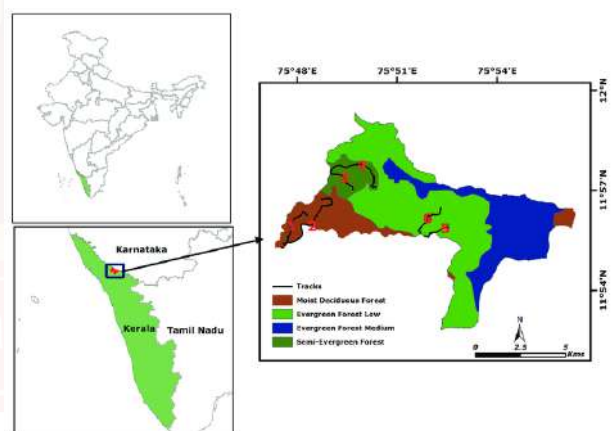 75°48'E
75°51'E
75°54'E
12°N
11°57'N
11°54'N
Karnataka
Kerala
Tamil Nadu
Tracks
Moist Deciduous Forest
Evergreen Forest Low
Evergreen Forest Medium
Semi-Evergreen Forest
N
0 2.5 5
Kms